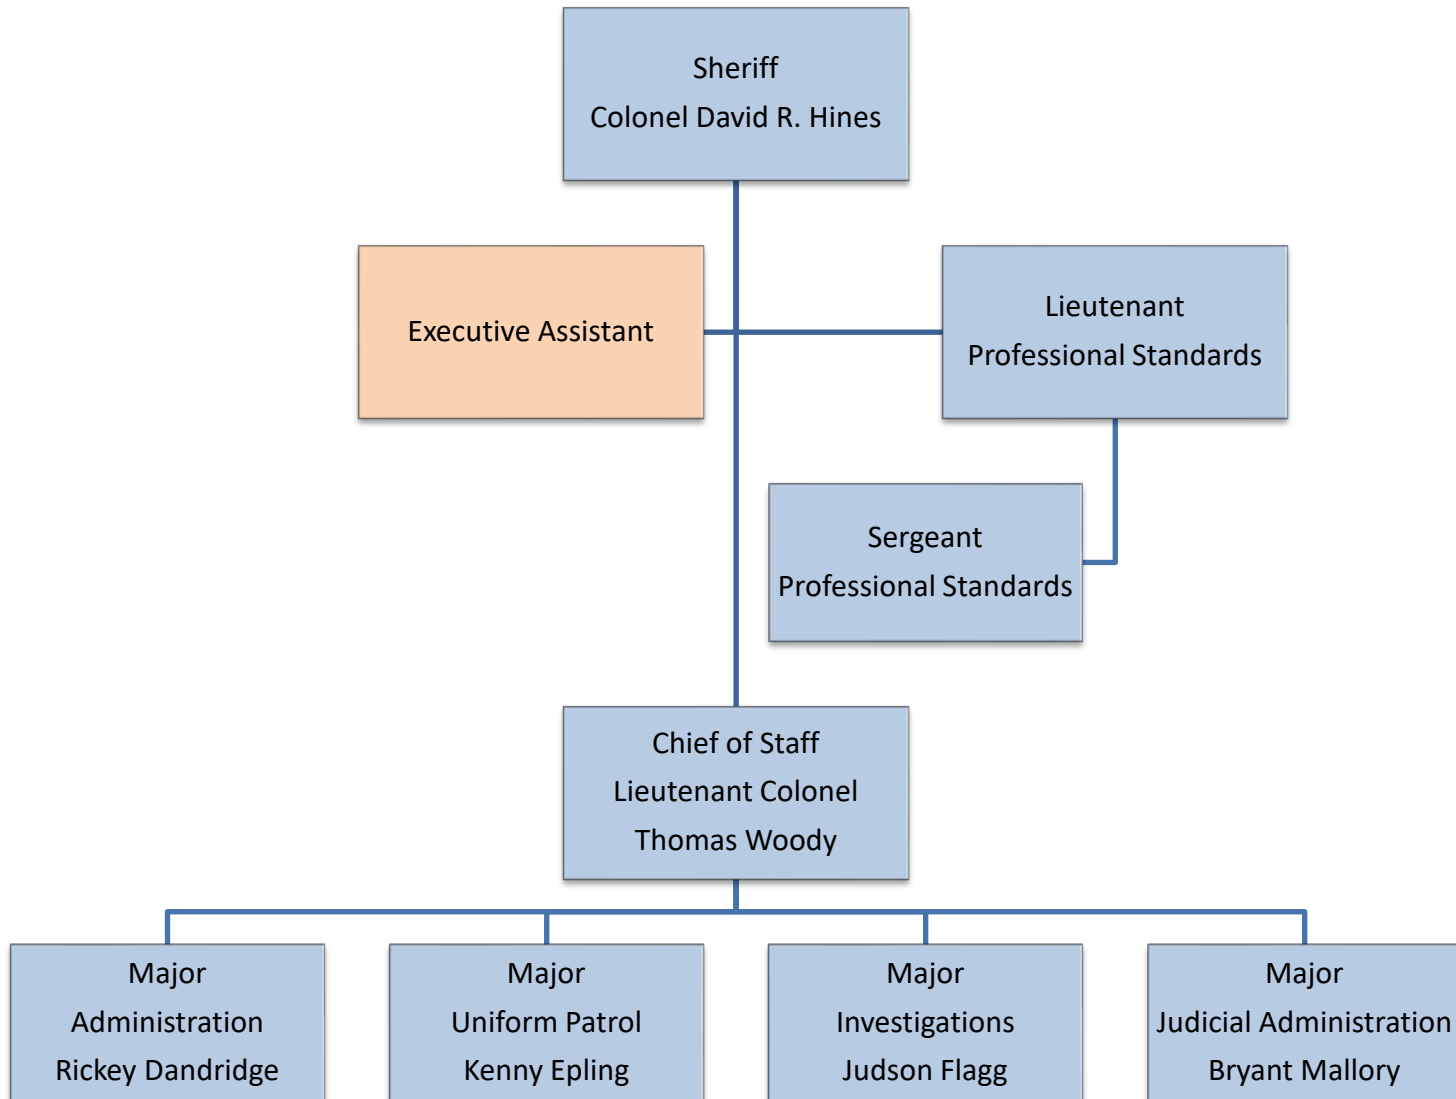 Sheriff
Colonel David R. Hines
Executive Assistant
Lieutenant
Professional Standards
Sergeant
Professional Standards
Chief of Staff
Lieutenant Colonel
Thomas Woody
Major
Administration
Rickey Dandridge
Major
Uniform Patrol
Kenny Epling
Major
Investigations
Judson Flagg
Major
Judicial Administration
Bryant Mallory